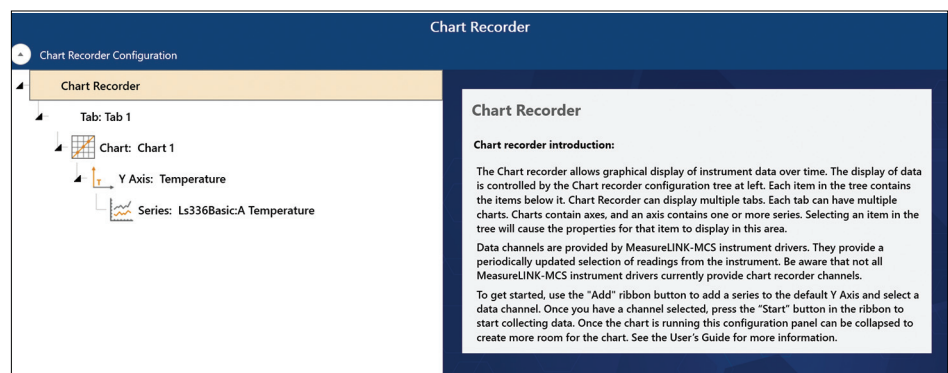 Chart Recorder
Chart Recorder Configuration
Chart Recorder
Tab: Tab 1
Chart: Chart 1
T
Y Axis: Temperature
Series: Ls336Basic:A Temperature
Chart Recorder
Chart recorder introduction:
The Chart recorder allows graphical display of instrument data over time. The display of data
is controlled by the Chart recorder configuration tree at left. Each item in the tree contains
the items below it. Chart Recorder can display multiple tabs. Each tab can have multiple
charts. Charts contain axes, and an axis contains one or more series. Selecting an item in the
tree will cause the properties for that item to display in this area.
Data channels are provided by MeasureLINK-MCS instrument drivers. They provide a
periodically updated selection of readings from the instrument. Be aware that not all
MeasureLINK-MCS instrument drivers currently provide chart recorder channels.
To get started, use the "Add" ribbon button to add a series to the default Y Axis and select a
data channel. Once you have a channel selected, press the “Start” button in the ribbon to
start collecting data. Once the chart is running this configuration panel can be collapsed to
create more room for the chart. See the User’s Guide for more information.